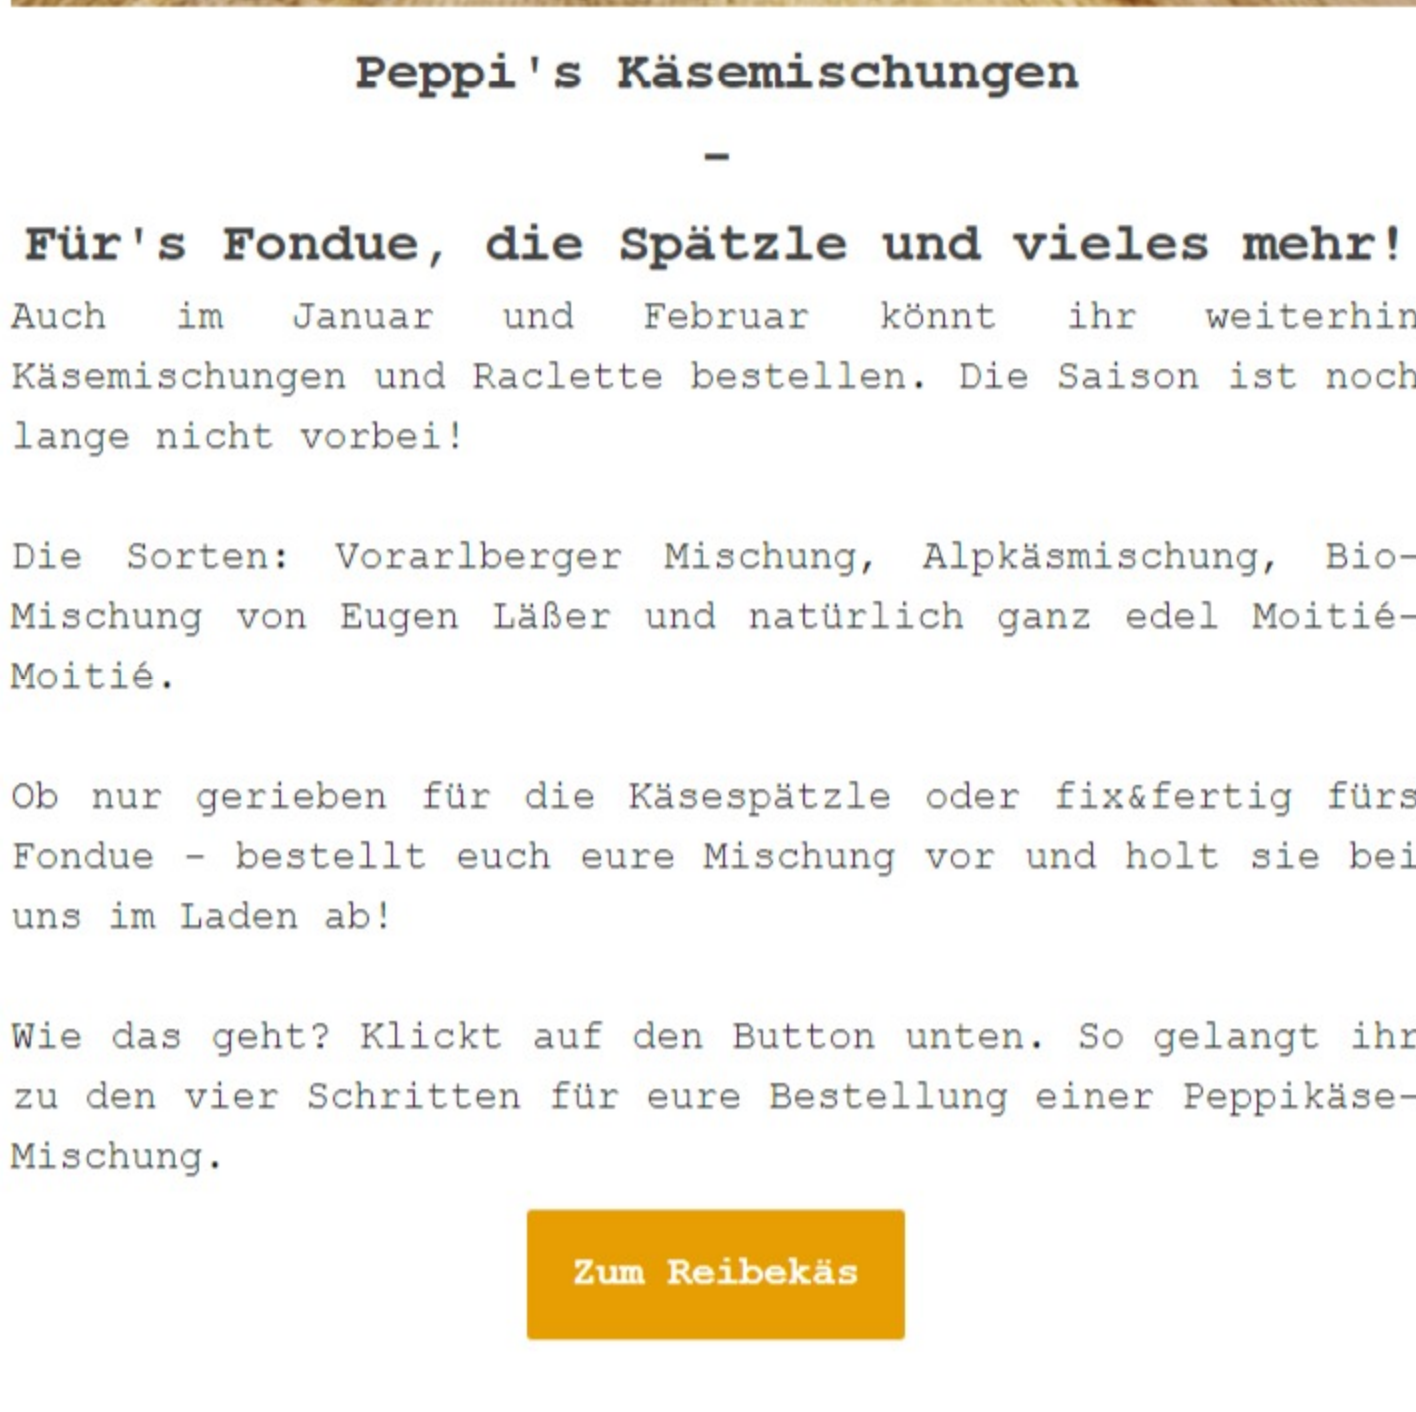 Peppi's Käsemischungen
–
Für's Fondue, die Spätzle und vieles mehr!
Auch im Januar und Februar könnt ihr weiterhin
Käsemischungen und Raclette bestellen. Die Saison ist noch
lange nicht vorbei!
Die Sorten: Vorarlberger Mischung, Alpkäsmischung, Bio-
Mischung von Eugen Läßer und natürlich ganz edel Moitié-
Moitié.
Ob nur gerieben für die Käsespätzle oder fix&fertig fürs
Fondue – bestellt euch eure Mischung vor und holt sie bei
uns im Laden ab!
Wie das geht? Klickt auf den Button unten. So gelangt ihr
zu den vier Schritten für eure Bestellung einer Peppikäse-
Mischung.
Zum Reibekäs